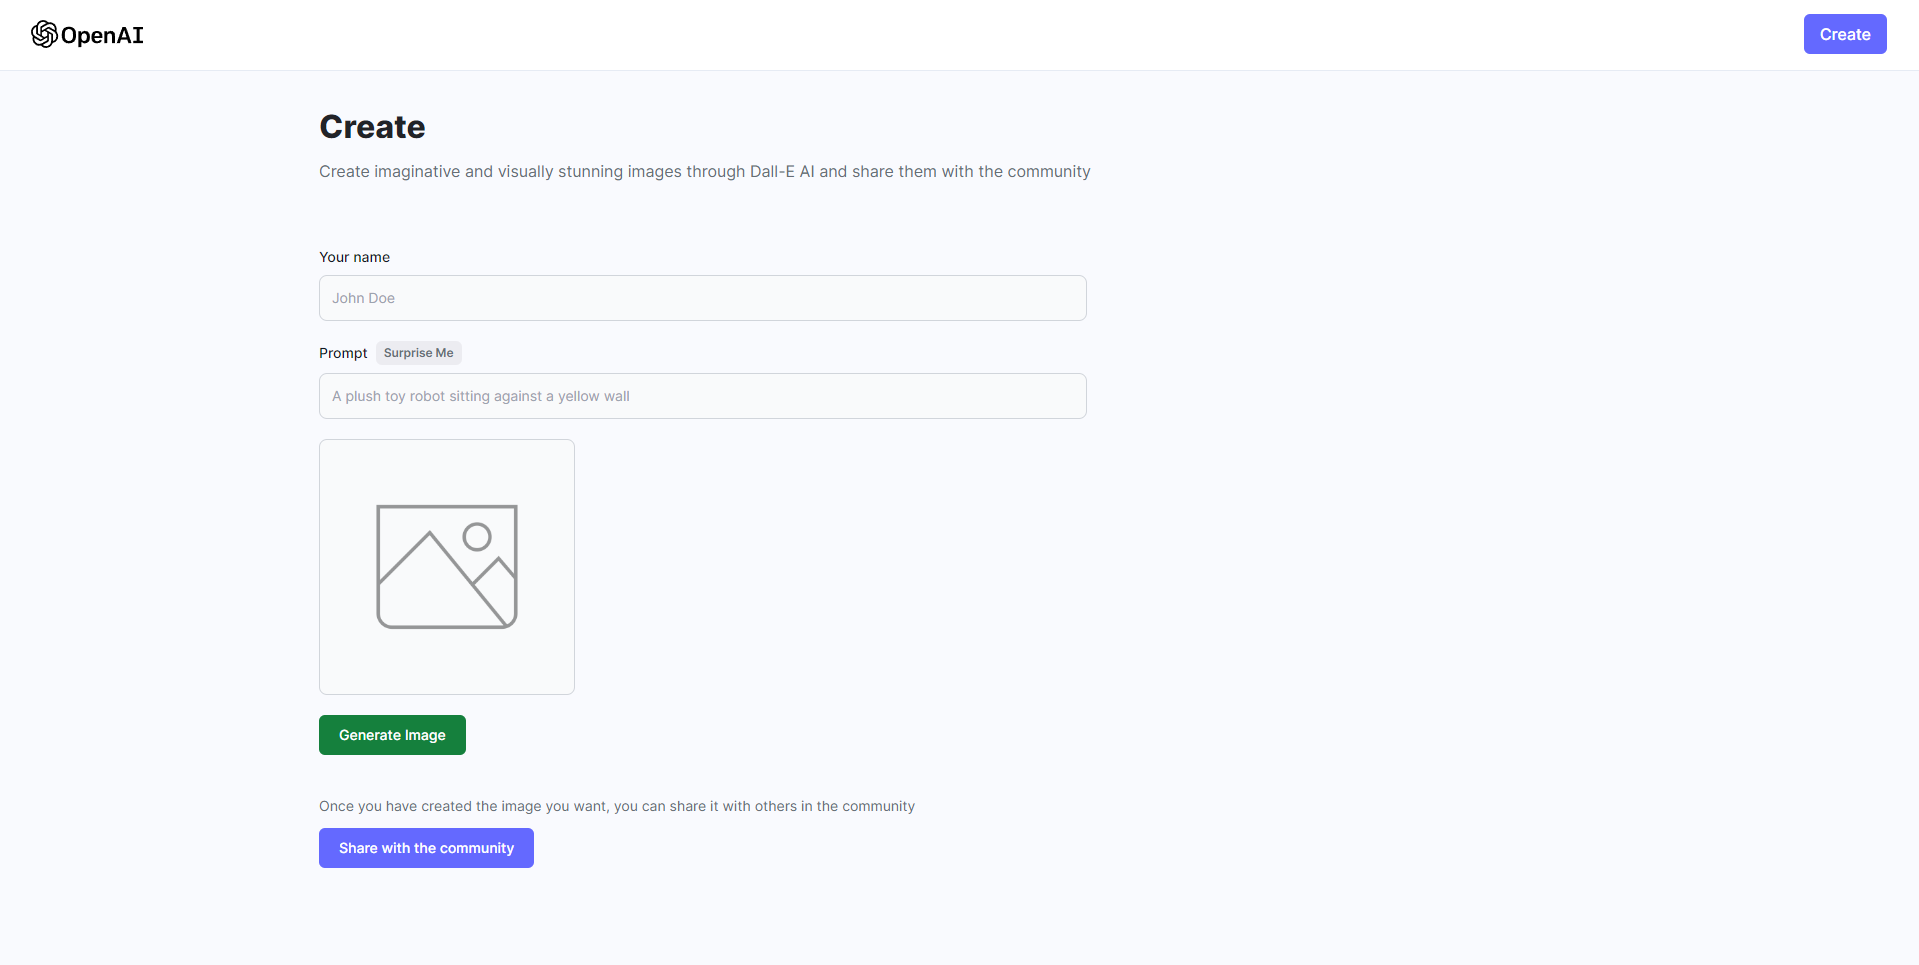 OpenAI
Create
Create
Create imaginative and visually stunning images through Dall-E AI and share them with the community
Your name
John Doe
Prompt Surprise Me
A plush toy robot sitting against a yellow wall
Generate Image
Once you have created the image you want, you can share it with others in the community
Share with the community